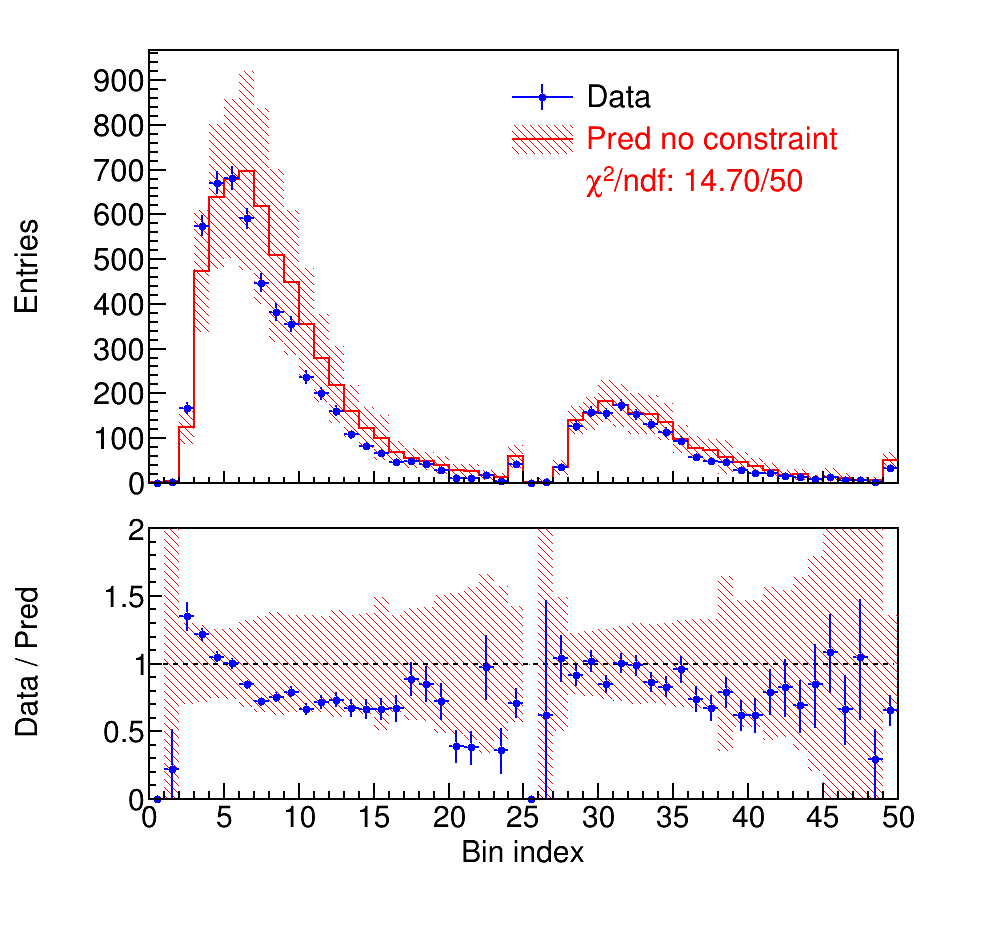 Entries
900
800
700
600
500
400
300
200
100
0
Data
Pred no constraint
χ²/ndf: 14.70/50
Data / Pred
2
1.5
1
0.5
0
0 5 10 15 20 25 30 35 40 45 50
Bin index